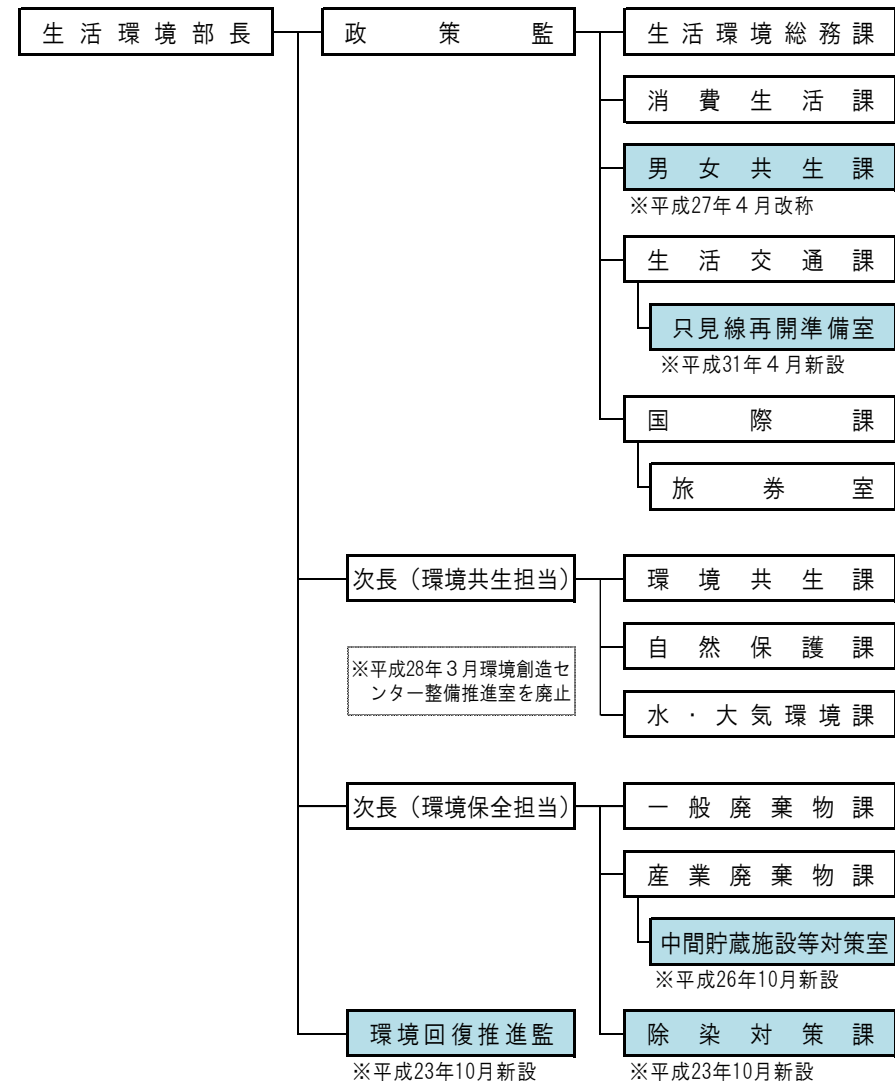 生活環境部長
政策監
生活環境総務課
消費生活課
男女共生課
※平成27年4月改称
生活交通課
只見線再開準備室
※平成31年4月新設
国際課
旅券室
次長（環境共生担当）
環境共生課
自然保護課
※平成28年3月環境創造セ
ンター整備推進室を廃止
水・大気環境課
次長（環境保全担当）
一般廃棄物課
産業廃棄物課
中間貯蔵施設等対策室
※平成26年10月新設
環境回復推進監
※平成23年10月新設
除染対策課
※平成23年10月新設